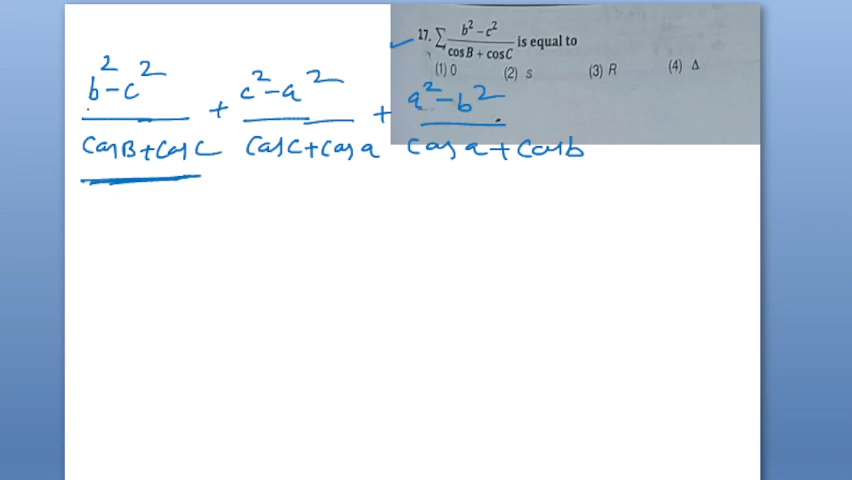 17. ∑ b² - c² / cos B + cos C is equal to
(1) 0 (2) s (3) R (4) Δ
b² - c² / cos B + cos C + c² - a² / cos C + cos a + a² - b² / cos a + cos b